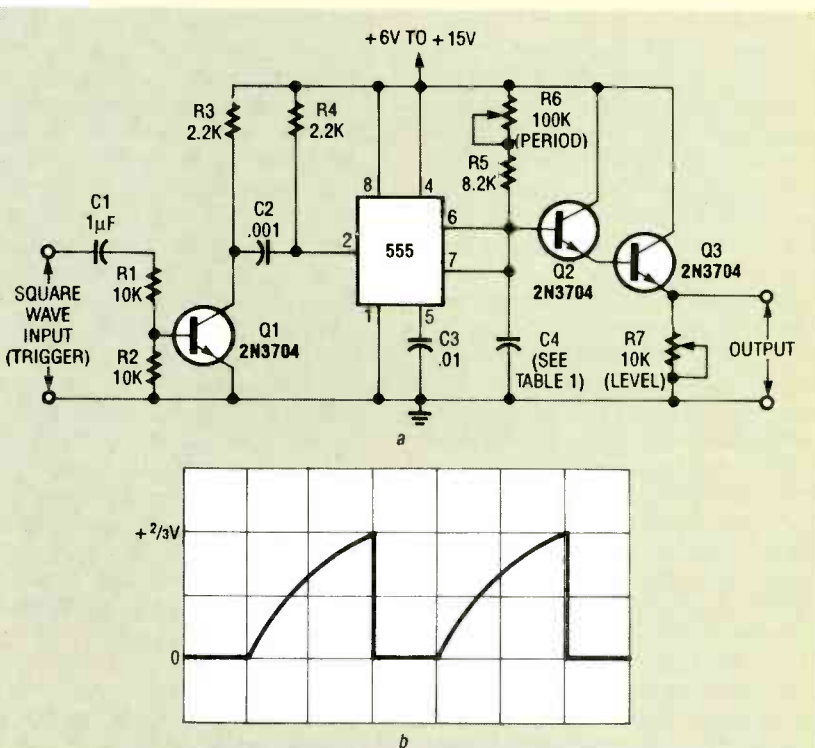 +6V TO +15V
R3
2.2K
R4
2.2K
R6
100K
(PERIOD)
R5
8.2K
C1
1µF
C2
.001
8
4
6
2
555
7
1
5
Q2
2N3704
Q3
2N3704
SQUARE
WAVE
INPUT
(TRIGGER)
R1
10K
R2
10K
Q1
2N3704
C3
.01
C4
(SEE
TABLE 1)
R7
10K
(LEVEL)
OUTPUT
a
+2/3V
0
b